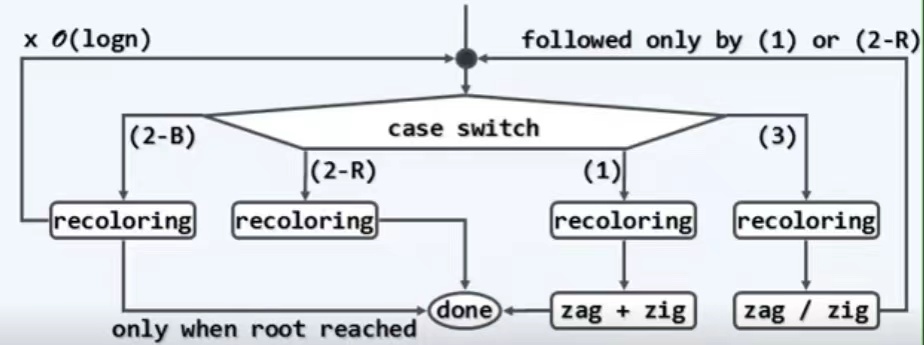 x O(logn)
followed only by (1) or (2-R)
case switch
(2-B)
(3)
(2-R)
(1)
recoloring
recoloring
recoloring
recoloring
done
zag + zig
zag / zig
only when root reached